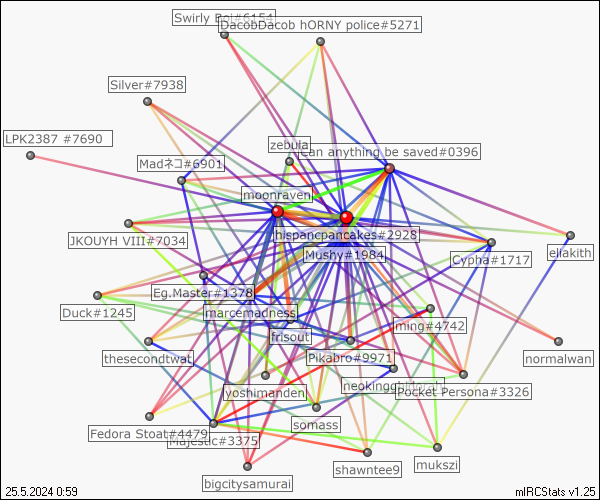 Swirly
DacobDacob hORNY police#5271
Silver#7938
LPK2387 #7690
zebula
Can anything be saved#0396
Madネコ#6901
moonraven
hispancpancakes#2928
JKOUYH VIII#7034
Mushy#1984
Cypha#1717
eliakith
Eg.Master#1378
Duck#1245
marcemadness
ming#4742
frisout
thesecondtwat
Pikabro#9971
normalwan
yoshimanden
Pocket Persona#3326
somass
Fedora Stoat#4479
Majestic#3375
mukszi
shawntee9
bigcitysamurai
25.5.2024 0:59
mIRCStats v1.25